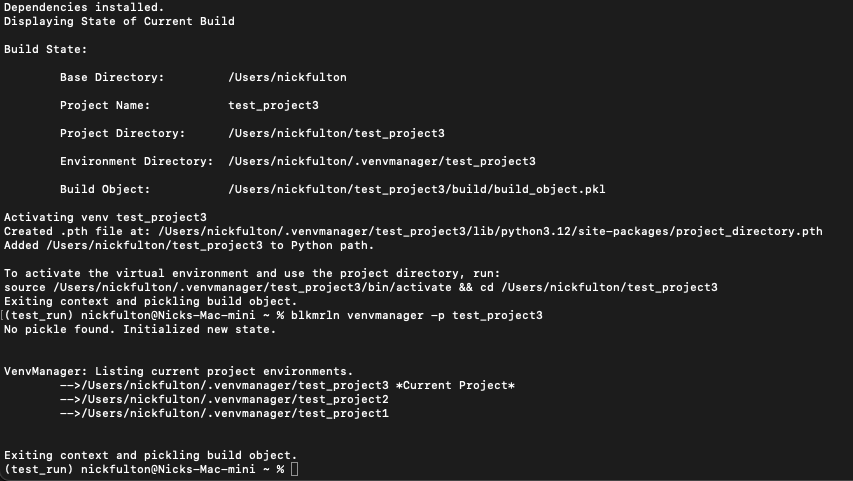 Dependencies installed.
Displaying State of Current Build
Build State:
Base Directory: /Users/nickfulton
Project Name: test_project3
Project Directory: /Users/nickfulton/test_project3
Environment Directory: /Users/nickfulton/.venvmanager/test_project3
Build Object: /Users/nickfulton/test_project3/build/build_object.pkl
Activating venv test_project3
Created .pth file at: /Users/nickfulton/.venvmanager/test_project3/lib/python3.12/site-packages/project_directory.pth
Added /Users/nickfulton/test_project3 to Python path.
To activate the virtual environment and use the project directory, run:
source /Users/nickfulton/.venvmanager/test_project3/bin/activate && cd /Users/nickfulton/test_project3
Exiting context and pickling build object.
(test_run) nickfulton@Nicks-Mac-mini ~ % blkmrln venvmanager -p test_project3
No pickle found. Initialized new state.
VenvManager: Listing current project environments.
-->/Users/nickfulton/.venvmanager/test_project3 *Current Project*
-->/Users/nickfulton/.venvmanager/test_project2
-->/Users/nickfulton/.venvmanager/test_project1
Exiting context and pickling build object.
(test_run) nickfulton@Nicks-Mac-mini ~ %